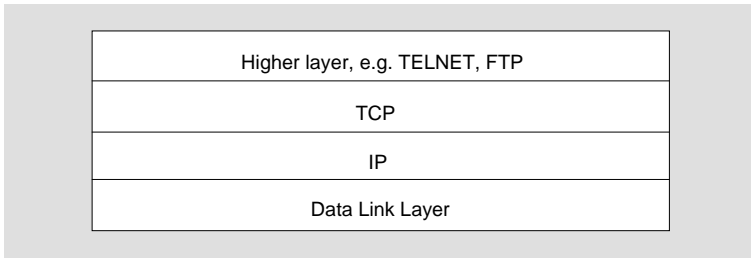 Higher layer, e.g. TELNET, FTP
TCP
IP
Data Link Layer